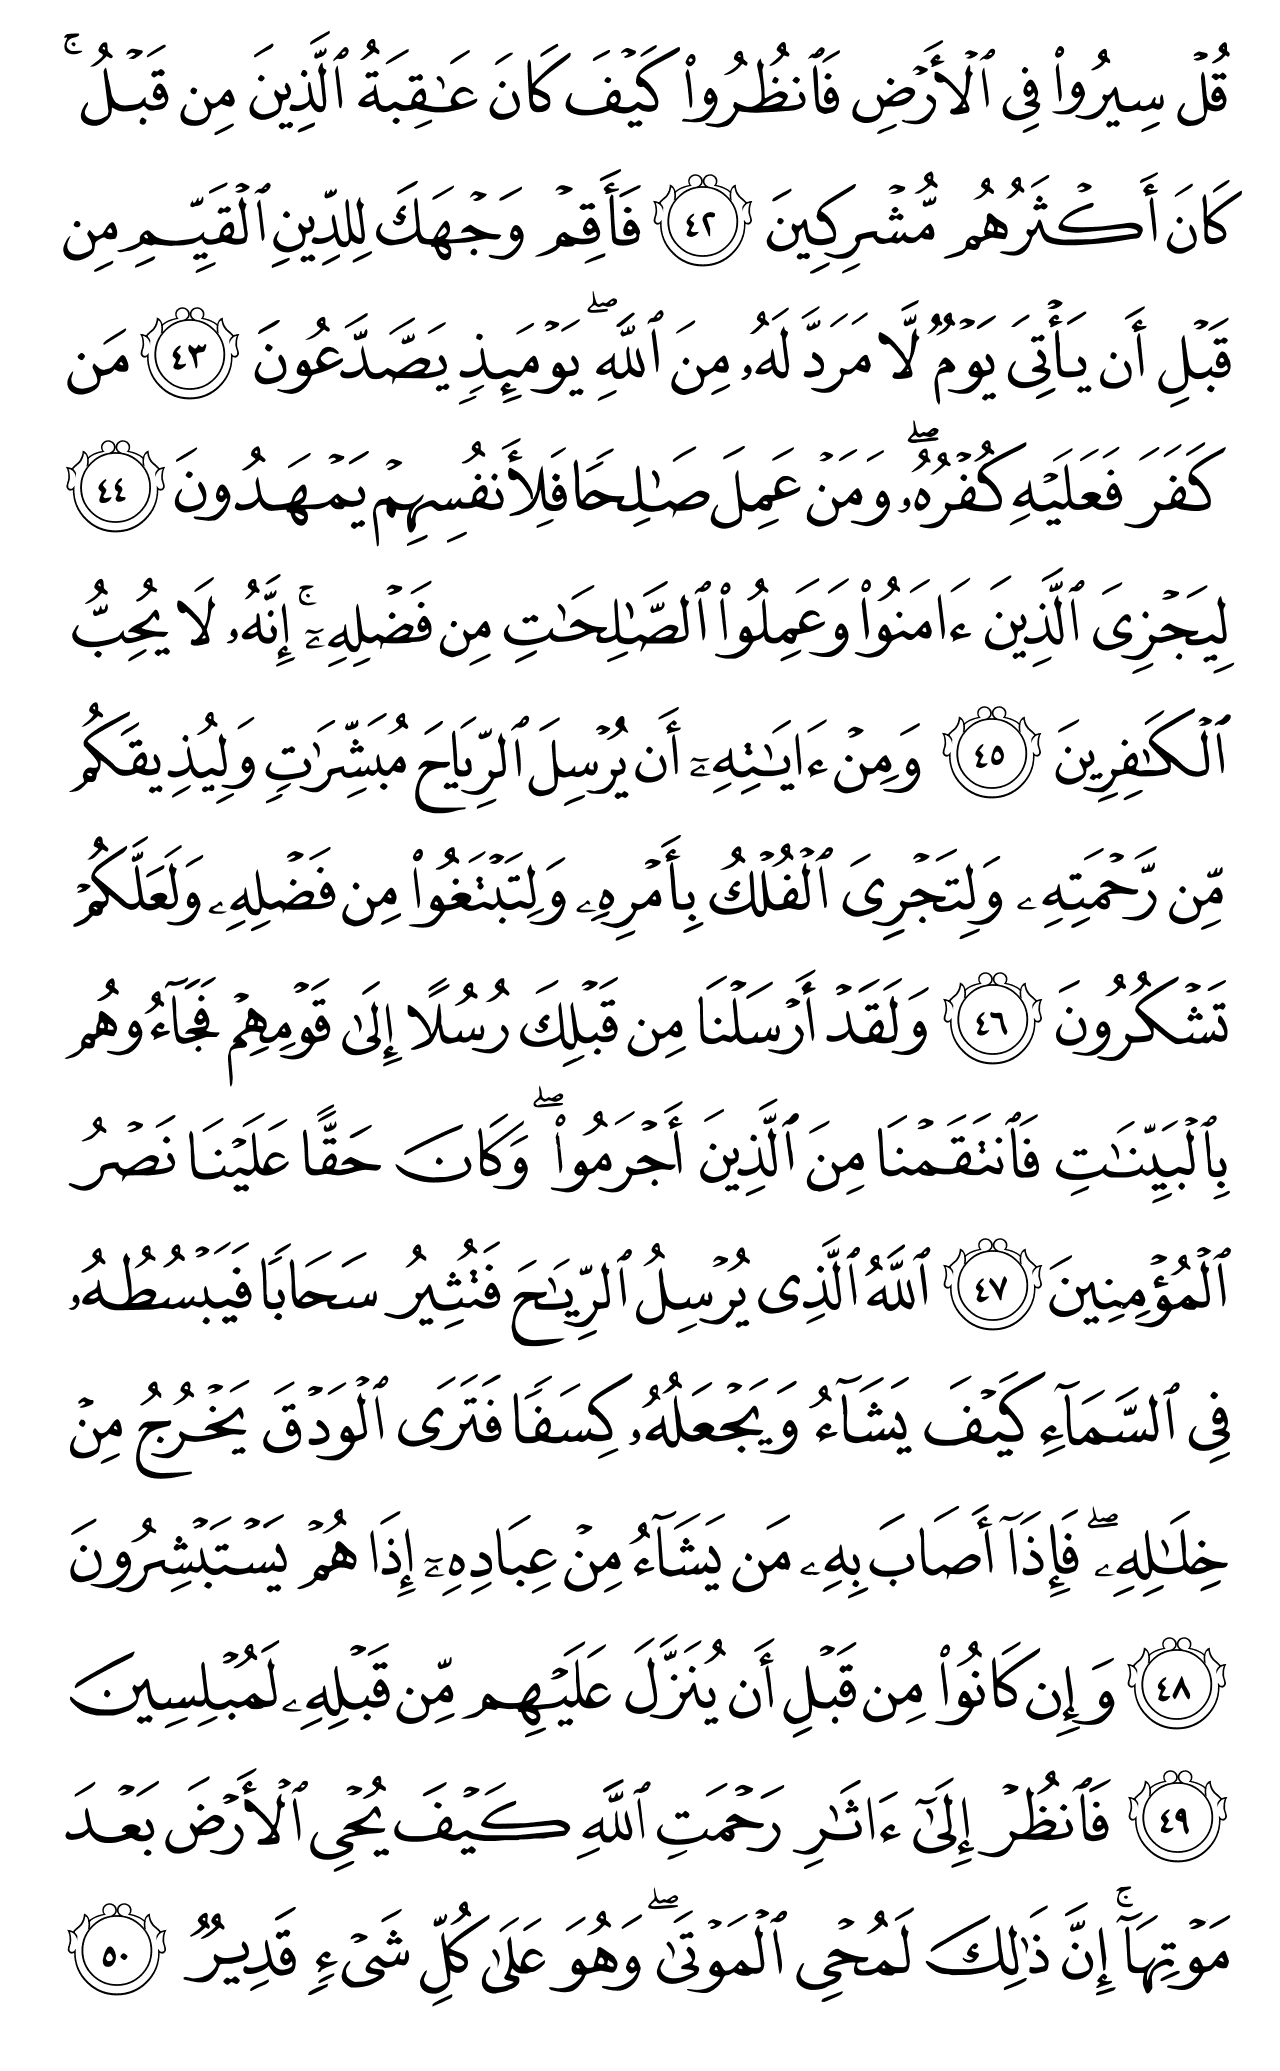 قُلْ سِيرُوا۟ فِى ٱلْأَرْضِ فَٱنظُرُوا۟ كَيْفَ كَانَ عَـٰقِبَةُ ٱلَّذِينَ مِن قَبْلُ ۚ
كَانَ أَكْثَرُهُم مُّشْرِكِينَ ٤٢ فَأَقِمْ وَجْهَكَ لِلدِّينِ ٱلْقَيِّمِ مِن
قَبْلِ أَن يَأْتِىَ يَوْمٌ لَّا مَرَدَّ لَهُۥ مِنَ ٱللَّهِ ۖ يَوْمَئِذٍ يَصَّدَّعُونَ ٤٣ مَن
كَفَرَ فَعَلَيْهِ كُفْرُهُۥ ۖ وَمَنْ عَمِلَ صَـٰلِحًا فَلِأَنفُسِهِمْ يَمْهَدُونَ ٤٤
لِيَجْزِىَ ٱلَّذِينَ ءَامَنُوا۟ وَعَمِلُوا۟ ٱلصَّـٰلِحَـٰتِ مِن فَضْلِهِۦٓ ۚ إِنَّهُۥ لَا يُحِبُّ
ٱلْكَـٰفِرِينَ ٤٥ وَمِنْ ءَايَـٰتِهِۦٓ أَن يُرْسِلَ ٱلرِّيَاحَ مُبَشِّرَٰتٍ وَلِيُذِيقَكُم
مِّن رَّحْمَتِهِۦ وَلِتَجْرِىَ ٱلْفُلْكُ بِأَمْرِهِۦ وَلِتَبْتَغُوا۟ مِن فَضْلِهِۦ وَلَعَلَّكُمْ
تَشْكُرُونَ ٤٦ وَلَقَدْ أَرْسَلْنَا مِن قَبْلِكَ رُسُلًا إِلَىٰ قَوْمِهِمْ فَجَآءُوهُم
بِٱلْبَيِّنَـٰتِ فَٱنتَقَمْنَا مِنَ ٱلَّذِينَ أَجْرَمُوا۟ ۖ وَكَانَ حَقًّا عَلَيْنَا نَصْرُ
ٱلْمُؤْمِنِينَ ٤٧ ٱللَّهُ ٱلَّذِى يُرْسِلُ ٱلرِّيَـٰحَ فَتُثِيرُ سَحَابًا فَيَبْسُطُهُۥ
فِى ٱلسَّمَآءِ كَيْفَ يَشَآءُ وَيَجْعَلُهُۥ كِسَفًا فَتَرَى ٱلْوَدْقَ يَخْرُجُ مِنْ
خِلَـٰلِهِۦ ۖ فَإِذَآ أَصَابَ بِهِۦ مَن يَشَآءُ مِنْ عِبَادِهِۦٓ إِذَا هُمْ يَسْتَبْشِرُونَ
٤٨ وَإِن كَانُوا۟ مِن قَبْلِ أَن يُنَزَّلَ عَلَيْهِم مِّن قَبْلِهِۦ لَمُبْلِسِينَ
٤٩ فَٱنظُرْ إِلَىٰٓ ءَاثَـٰرِ رَحْمَتِ ٱللَّهِ كَيْفَ يُحْىِ ٱلْأَرْضَ بَعْدَ
مَوْتِهَآ ۚ إِنَّ ذَٰلِكَ لَمُحْىِ ٱلْمَوْتَىٰ ۖ وَهُوَ عَلَىٰ كُلِّ شَىْءٍ قَدِيرٌ ٥٠